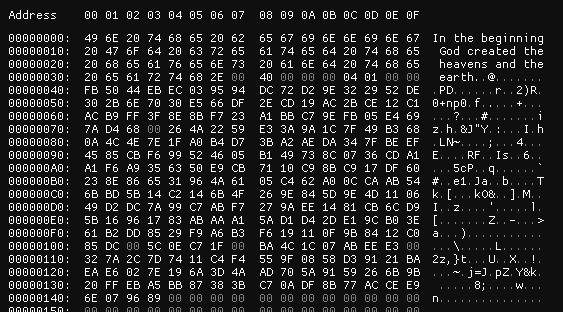 Address 00 01 02 03 04 05 06 07 08 09 0A 0B 0C 0D 0E 0F
00000000: 49 6E 20 74 68 65 20 62 65 67 69 6E 6E 69 6E 67 In the beginning
00000010: 20 47 6F 64 20 63 72 65 61 74 65 64 20 74 68 65 God created the
00000020: 20 68 65 61 76 65 6E 73 20 61 6E 64 20 74 68 65 heavens and the
00000030: 20 65 61 72 74 68 2E 00 40 00 00 00 04 01 00 00 earth..@.......
00000040: FB 50 44 EB EC 03 95 94 DC 72 D2 9E 32 29 52 DE .PD......r..2)R.
00000050: 30 2B 6E 70 30 E5 66 DF 2E CD 19 AC 2B CE 12 C1 0+np0.f.....+...
00000060: AC B9 FF 3F 8E 8B F7 23 A1 BB C7 9E FB 05 E4 69 ...?...#.......i
00000070: 7A D4 68 00 26 4A 22 59 E3 3A 9A 1C 7F 49 B3 68 z.h.&J"Y.:...I.h
00000080: 0A 4C 4E 7E 1F A0 B4 D7 3B A2 AE DA 34 7F BE EF .LN~....;...4...
00000090: 45 85 CB F6 99 52 46 05 B1 49 73 8C 07 36 CD A1 E....RF..Is..6..
000000A0: A1 F6 A9 35 63 50 E9 CB 71 10 C9 8B C9 17 DF 60 ...5cP..q......`
000000B0: 23 8E 86 65 31 96 4A 61 05 C4 62 A0 0C CA AB 54 #..e1.Ja..b....T
000000C0: 6B BD 5B 14 C2 14 6B 4F 26 9E 84 5D 9E 4D 11 06 k.[...kO&..].M..
000000D0: 49 D2 DC 7A 99 C7 AB F7 27 9A EE 14 81 CB 6C D9 I..z....'.....l.
000000E0: 5B 16 96 17 83 AB AA A1 5A D1 D4 2D E1 9C B0 3E [.......Z..-...>
000000F0: 61 B2 DD 85 29 F9 A6 B3 F6 19 11 0F 9B 84 12 C0 a...)...........
00000100: 85 DC 00 5C 0E C7 1F 00 BA 4C 1C 07 AB EE E3 00 ...\.....L......
00000110: 32 7A 2C 7D 74 11 C4 F4 55 9F 08 58 D3 91 21 BA 2z,}t...U..X..!.
00000120: EA E6 02 7E 19 6A 3D 4A AD 70 5A 91 59 26 6B 9B ...~.j=J.pZ.Y&k.
00000130: 20 FF EB A5 BB 87 38 3B C7 0A DF 8B 77 AC CE E9 ......8;....w...
00000140: 6E 07 96 89 00 00 00 00 00 00 00 00 00 00 00 00 n...............
00000150: 00 00 00 00 00 00 00 00 00 00 00 00 00 00 00 00